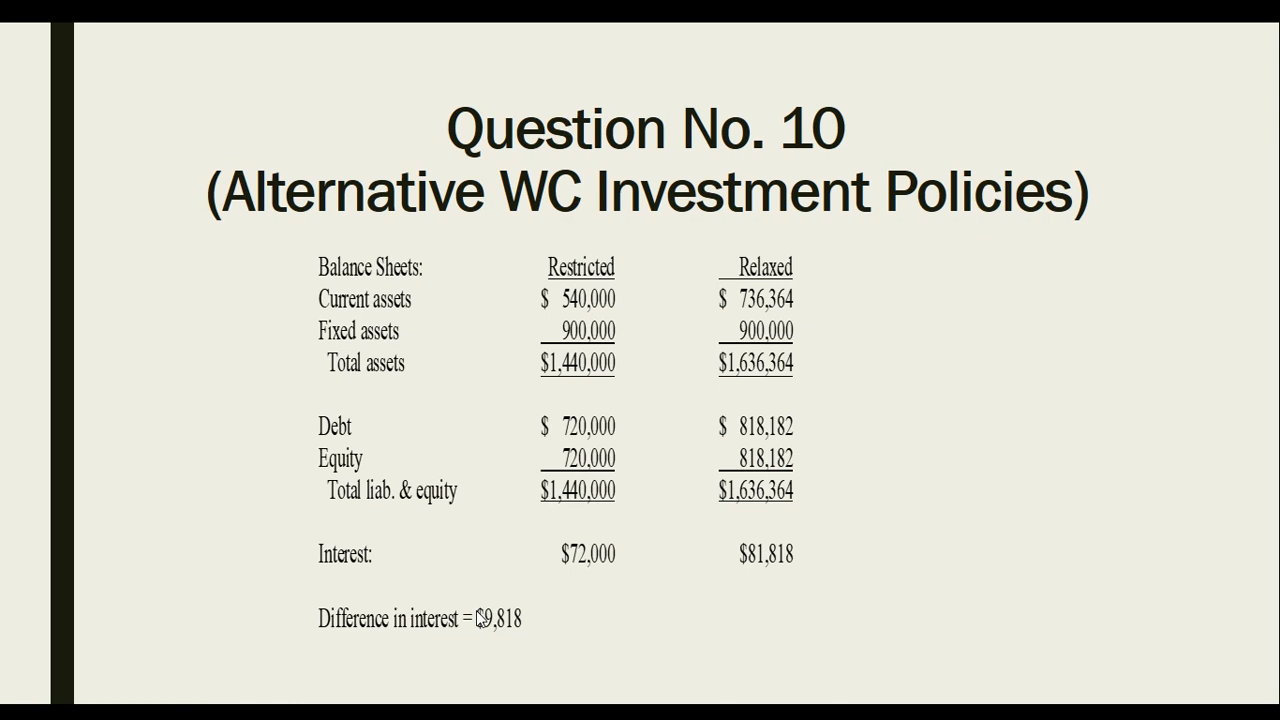 Question No. 10
(Alternative WC Investment Policies)
Balance Sheets: Restricted Relaxed
Current assets $ 540,000 $ 736,364
Fixed assets 900,000 900,000
Total assets $1,440,000 $1,636,364
Debt $ 720,000 $ 818,182
Equity 720,000 818,182
Total liab. & equity $1,440,000 $1,636,364
Interest: $72,000 $81,818
Difference in interest = $9,818